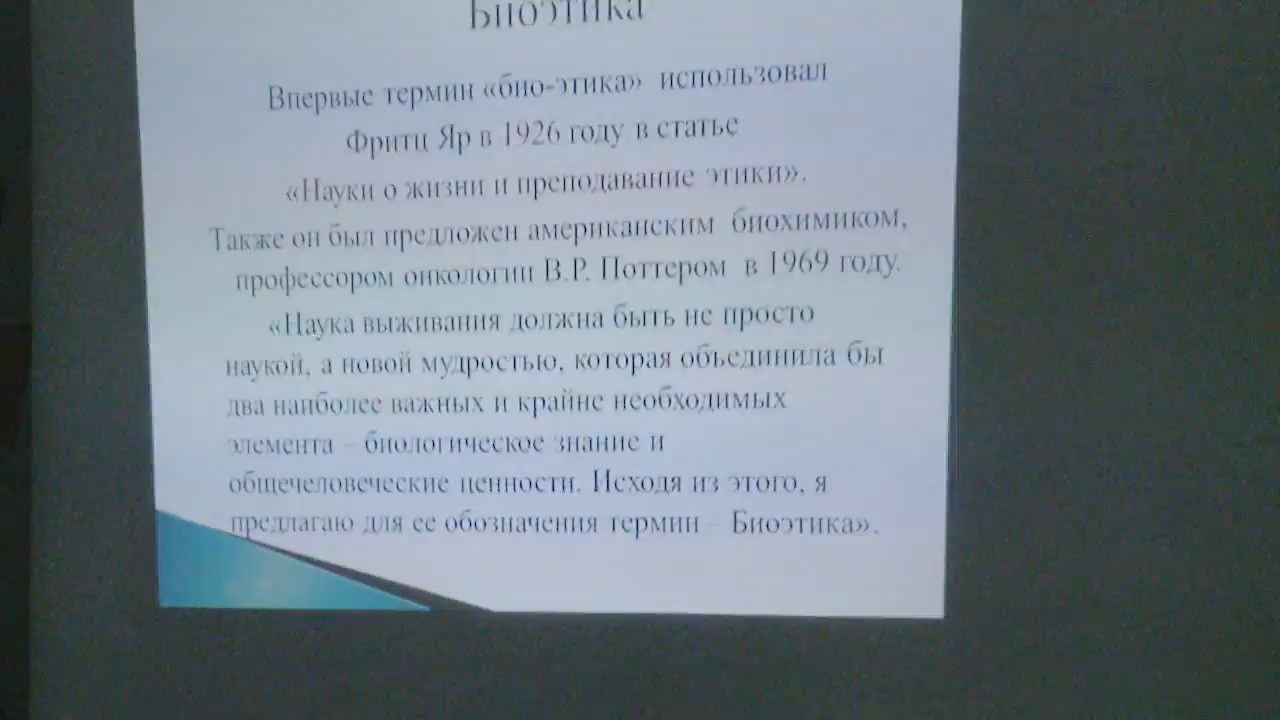 Биоэтика
Впервые термин «био-этика» использовал
Фритц Яр в 1926 году в статье
«Науки о жизни и преподавание этики».
Также он был предложен американским биохимиком,
профессором онкологии В.Р. Поттером в 1969 году.
«Наука выживания должна быть не просто
наукой, а новой мудростью, которая объединила бы
два наиболее важных и крайне необходимых
элемента – биологическое знание и
общечеловеческие ценности. Исходя из этого, я
предлагаю для ее обозначения термин – Биоэтика».